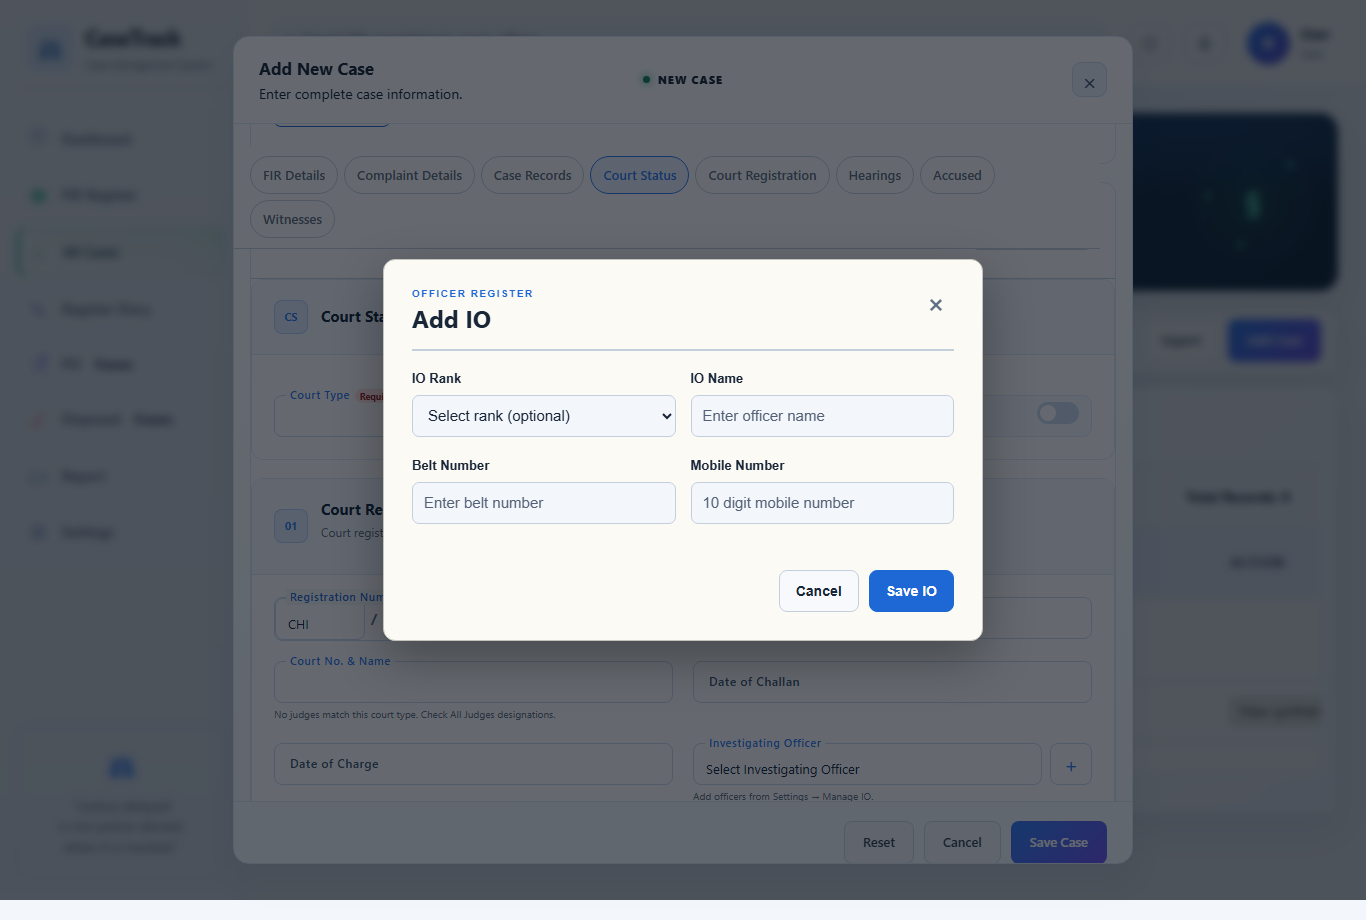 CaseTrack
Add New Case
Enter complete case information.
NEW CASE
FIR Details
Complaint Details
Case Records
Court Status
Court Registration
Hearings
Accused
Witnesses
OFFICER REGISTER
Add IO
IO Rank
IO Name
Select rank (optional)
Enter officer name
Belt Number
Mobile Number
Enter belt number
10 digit mobile number
Cancel
Save IO
CS
Court Sta
Court Type
Requi
01
Court Re
Court regist
Registration Num
CHI /
Court No. & Name
Date of Challan
No judges match this court type. Check All Judges designations.
Date of Charge
Investigating Officer
Select Investigating Officer
+
Add officers from Settings → Manage IO.
Reset
Cancel
Save Case
Dashboard
Settings